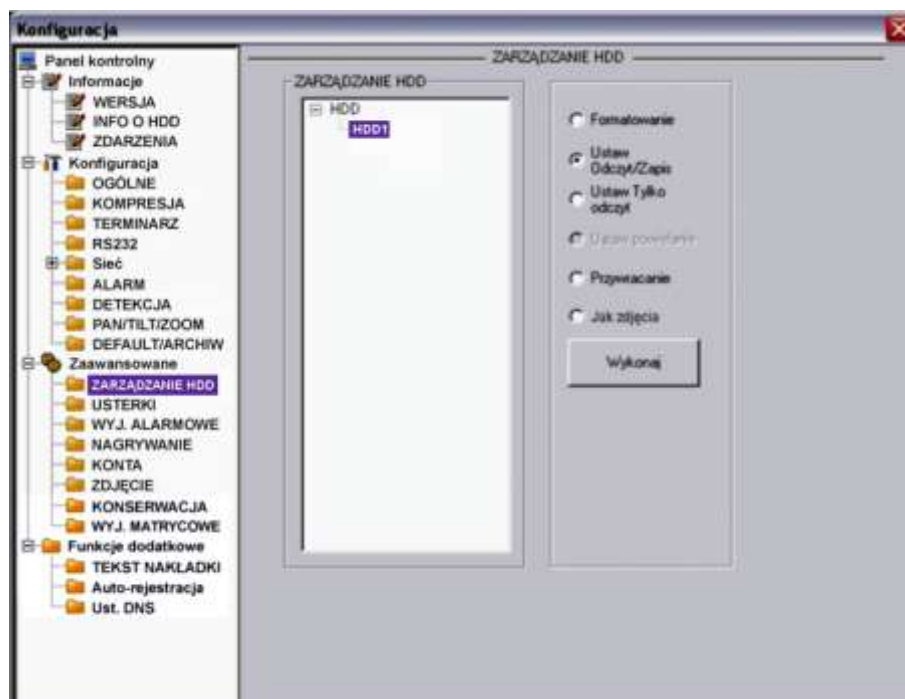 Konfiguracja
Panel kontrolny
Informacje
WERSJA
INFO O HDD
ZDARZENIA
Konfiguracja
OGÓLNE
KOMPRESJA
TERMINARZ
RS232
Sieć
ALARM
DETEKCJA
PAN/TILT/ZOOM
DEFAULT/ARCHIW
Zaawansowane
ZARZĄDZANIE HDD
USTERKI
WYJ. ALARMOWE
NAGRYWANIE
KONTA
ZDJĘCIE
KONSERWACJA
WYJ. MATRYCOWE
Funkcje dodatkowe
TEKST NAKŁADKI
Auto-rejestracja
Ust. DNS
ZARZĄDZANIE HDD
ZARZĄDZANIE HDD
HDD
HDD1
Formatowanie
Ustaw
Odczyt/Zapis
Ustaw Tylko
odczyt
Ustaw
Przywracanie
Jak zdjęcia
Wykonaj